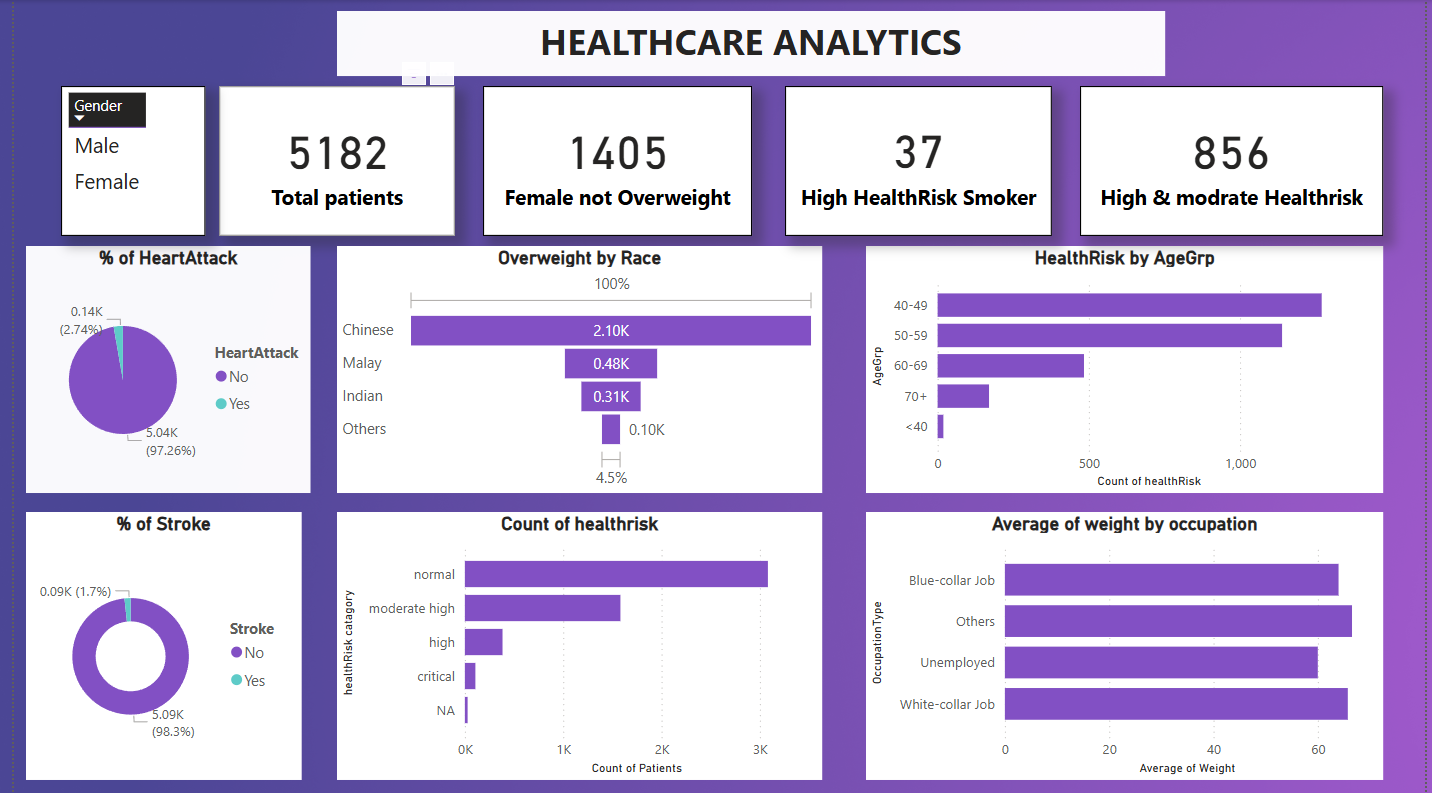 HEALTHCARE ANALYTICS
Gender
Male
Female
5182
Total patients
1405
Female not Overweight
37
High HealthRisk Smoker
856
High & modrate Healthrisk
% of HeartAttack
0.14K
(2.74%)
HeartAttack
No
Yes
5.04K
(97.26%)
Overweight by Race
100%
Chinese 2.10K
Malay 0.48K
Indian 0.31K
Others 0.10K
4.5%
HealthRisk by AgeGrp
AgeGrp
40-49
50-59
60-69
70+
<40
0 500 1,000
Count of healthRisk
% of Stroke
0.09K (1.7%)
Stroke
No
Yes
5.09K
(98.3%)
Count of healthrisk
healthRisk catagory
normal
moderate high
high
critical
NA
0K 1K 2K 3K
Count of Patients
Average of weight by occupation
OccupationType
Blue-collar Job
Others
Unemployed
White-collar Job
0 20 40 60
Average of Weight